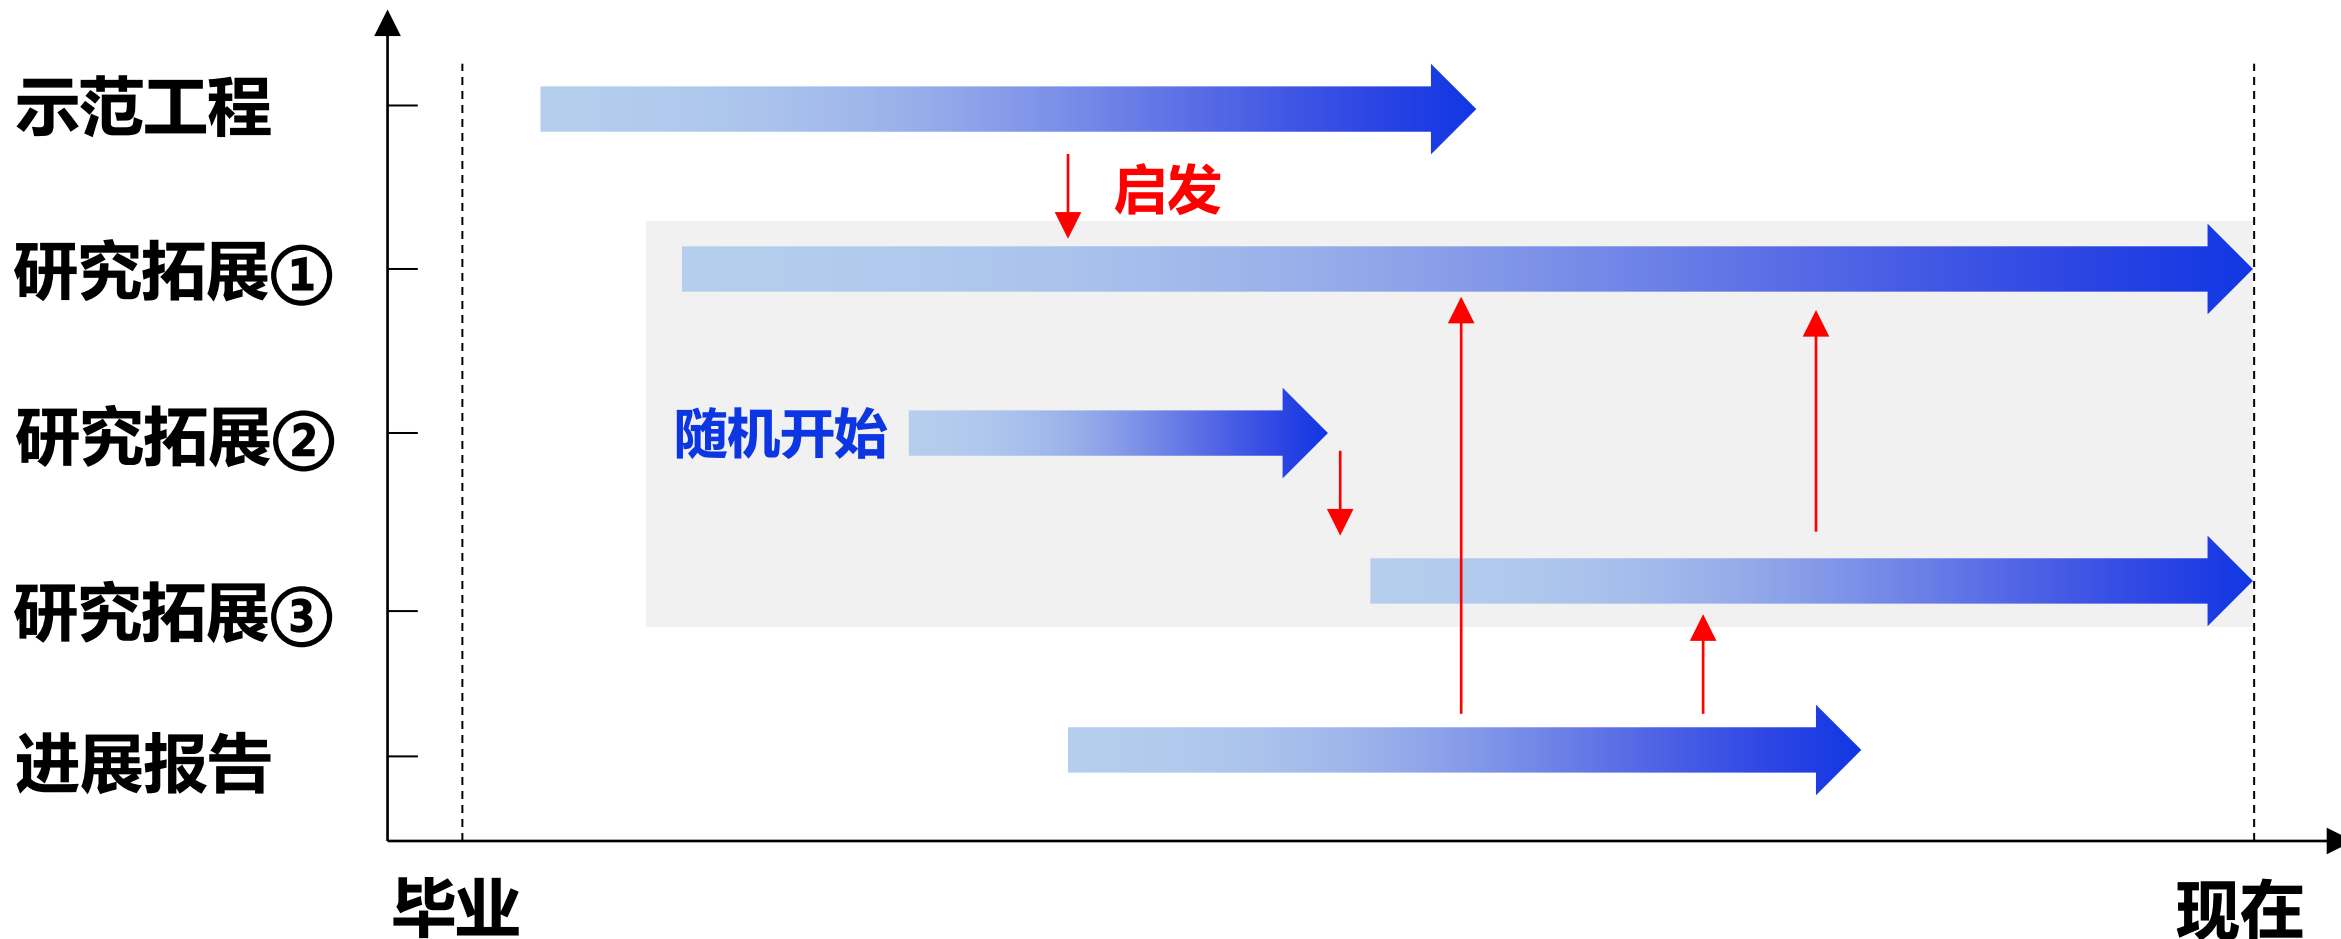 示范工程
启发
研究拓展①
研究拓展②
随机开始
研究拓展③
进展报告
毕业
现在